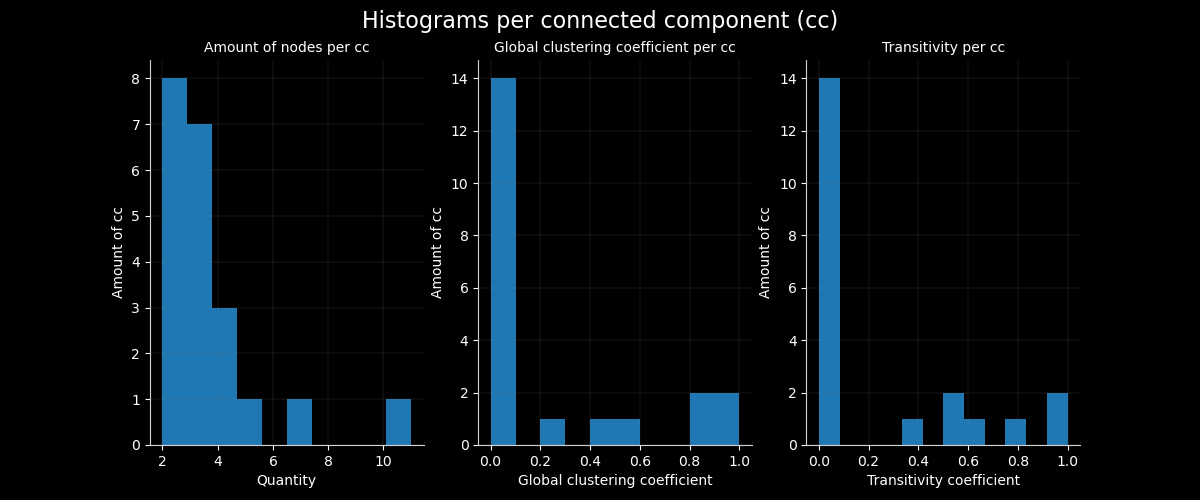 Histograms per connected component (cc)
Amount of nodes per cc
Amount of cc
8
7
6
5
4
3
2
1
0
2 4 6 8 10
Quantity
Global clustering coefficient per cc
Amount of cc
14
12
10
8
6
4
2
0
0.0 0.2 0.4 0.6 0.8 1.0
Global clustering coefficient
Transitivity per cc
Amount of cc
14
12
10
8
6
4
2
0
0.0 0.2 0.4 0.6 0.8 1.0
Transitivity coefficient